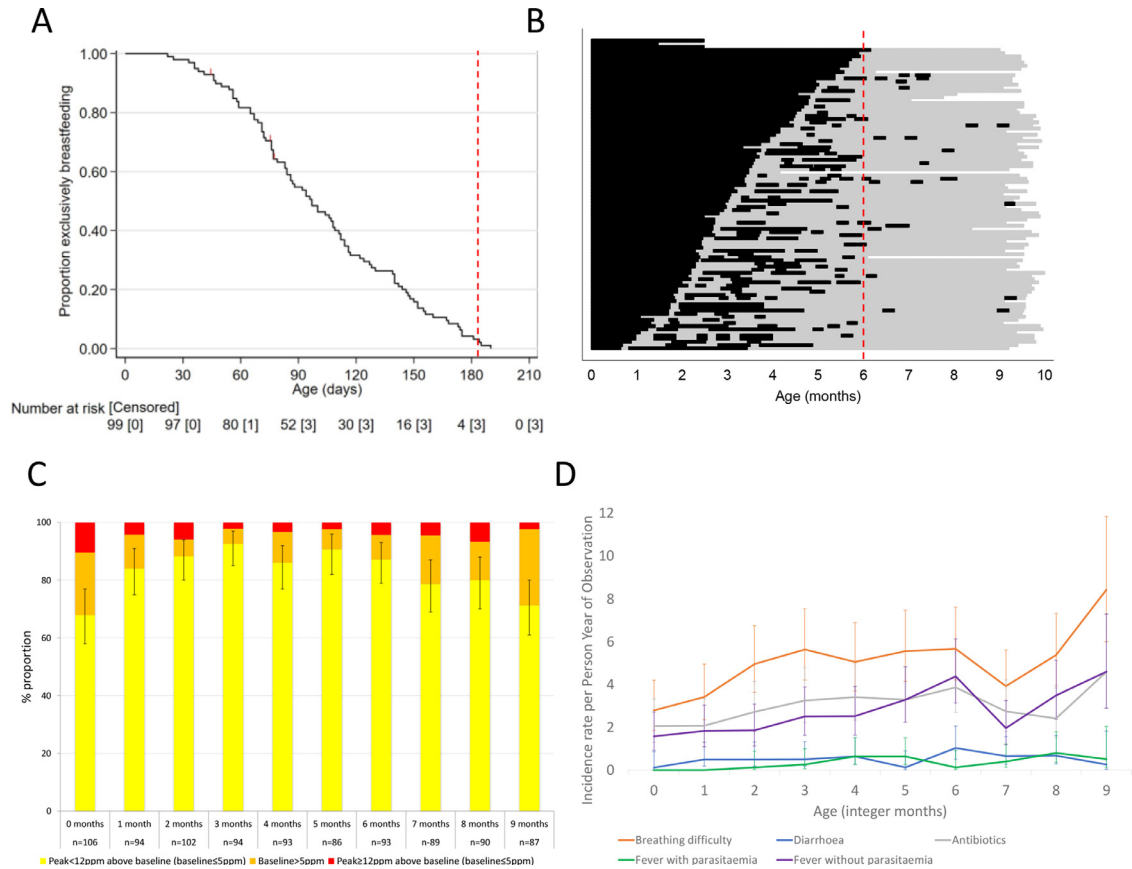 A
B
1.00
0.80
0.60
0.40
0.20
0.00
Proportion exclusively breastfeeding
0 30 60 90 120 150 180 210
Age (days)
Number at risk [Censored]
99 [0] 97 [0] 80 [1] 52 [3] 30 [3] 16 [3] 4 [3] 0 [3]
0 1 2 3 4 5 6 7 8 9 10
Age (months)
C
D
100
80
60
40
20
0
% proportion
0 months 1 month 2 months 3 months 4 months 5 months 6 months 7 months 8 months 9 months
n=106 n=94 n=102 n=94 n=93 n=86 n=93 n=89 n=90 n=87
Peak<12ppm above baseline (baseline≤5ppm) Baseline>5ppm Peak≥12ppm above baseline (baseline≤5ppm)
12
10
8
6
4
2
0
Incidence rate per Person Year of Observation
0 1 2 3 4 5 6 7 8 9
Age (integer months)
Breathing difficulty Diarrhoea Antibiotics
Fever with parasitaemia Fever without parasitaemia